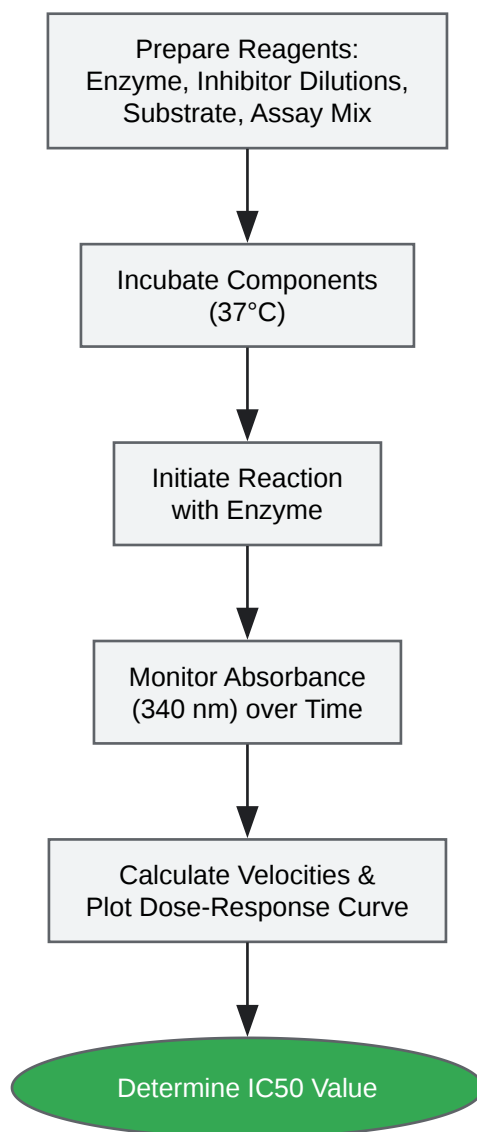 Prepare Reagents:
Enzyme, Inhibitor Dilutions,
Substrate, Assay Mix
Incubate Components
(37°C)
Initiate Reaction
with Enzyme
Monitor Absorbance
(340 nm) over Time
Calculate Velocities &
Plot Dose-Response Curve
Determine IC50 Value